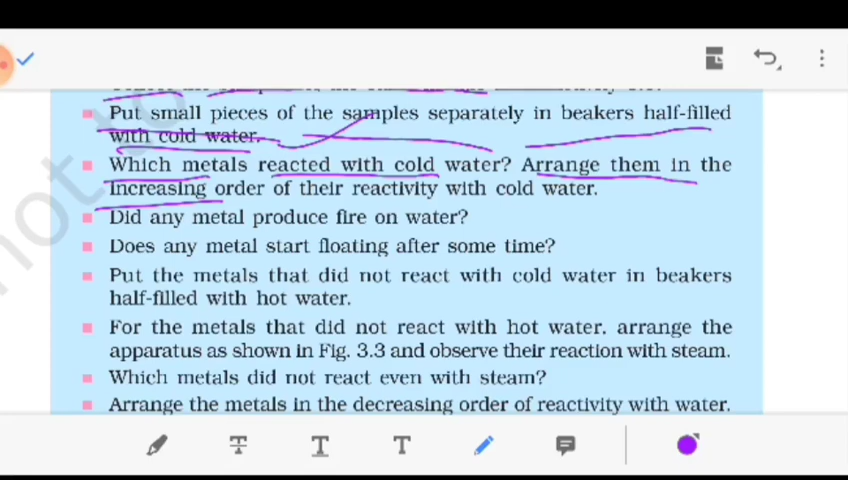 Put small pieces of the samples separately in beakers half-filled
with cold water.
Which metals reacted with cold water? Arrange them in the
increasing order of their reactivity with cold water.
Did any metal produce fire on water?
Does any metal start floating after some time?
Put the metals that did not react with cold water in beakers
half-filled with hot water.
For the metals that did not react with hot water, arrange the
apparatus as shown in Fig. 3.3 and observe their reaction with steam.
Which metals did not react even with steam?
Arrange the metals in the decreasing order of reactivity with water.
not to
T T T